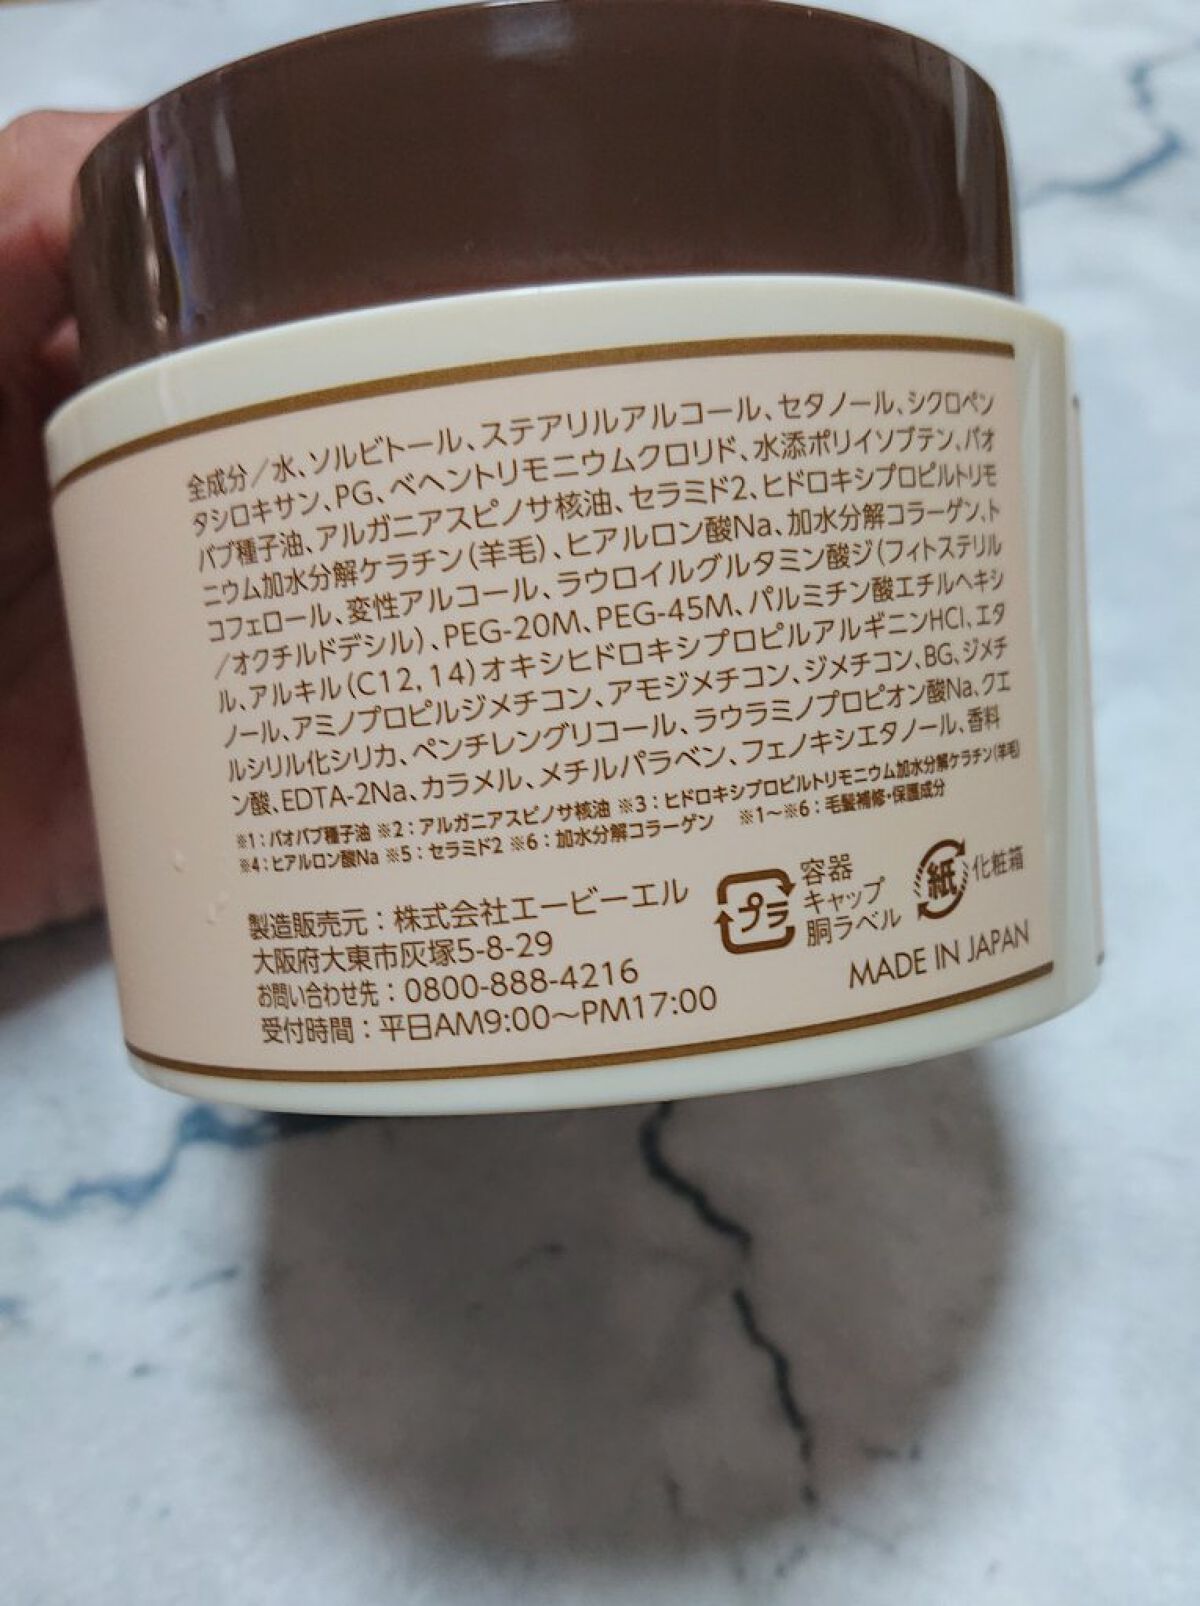 全成分/水、ソルビトール、ステアリルアルコール、セタノール、シクロペン
タシロキサン、PG、ベヘントリモニウムクロリド、水添ポリイソブテン、バオ
バブ種子油、アルガニアスピノサ核油、セラミド2、ヒドロキシプロピルトリモ
ニウム加水分解ケラチン(羊毛)、ヒアルロン酸Na、加水分解コラーゲン、ト
コフェロール、変性アルコール、ラウロイルグルタミン酸ジ(フィトステリル
/オクチルドデシル)、PEG-20M、PEG-45M、パルミチン酸エチルヘキシ
ル、アルキル(C12,14)オキシヒドロキシプロピルアルギニンHCl、エタ
ノール、アミノプロピルジメチコン、アモジメチコン、ジメチコン、BG、ジメチ
ルシリル化シリカ、ペンチレングリコール、ラウラミノプロピオン酸Na、クエ
ン酸、EDTA-2Na、カラメル、メチルパラベン、フェノキシエタノール、香料
※1：バオバブ種子油 ※2：アルガニアスピノサ核油 ※3：ヒドロキシプロピルトリモニウム加水分解ケラチン(羊毛)
※4：ヒアルロン酸Na ※5：セラミド2 ※6：加水分解コラーゲン ※1〜※6：毛髪補修・保護成分
製造販売元：株式会社エービーエル
大阪府大東市灰塚5-8-29
お問い合わせ先：0800-888-4216
受付時間：平日AM9:00〜PM17:00
プラ
容器
キャップ
胴ラベル
紙
化粧箱
MADE IN JAPAN